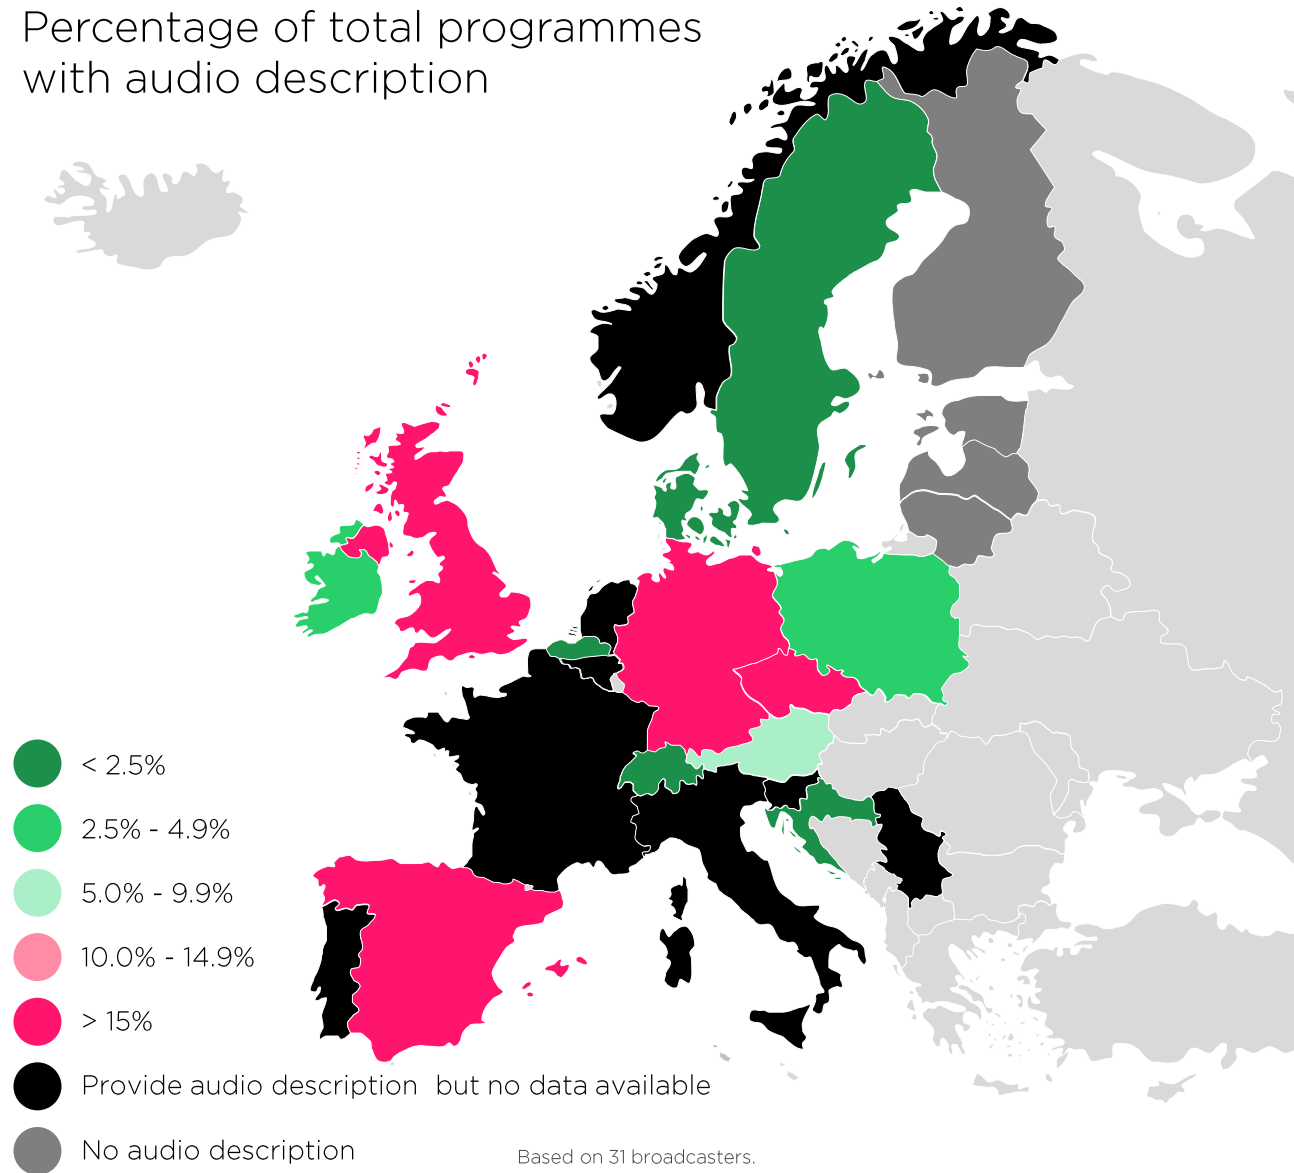 Percentage of total programmes
with audio description
< 2.5%
2.5% - 4.9%
5.0% - 9.9%
10.0% - 14.9%
> 15%
Provide audio description  but no data available
No audio description
Based on 31 broadcasters.